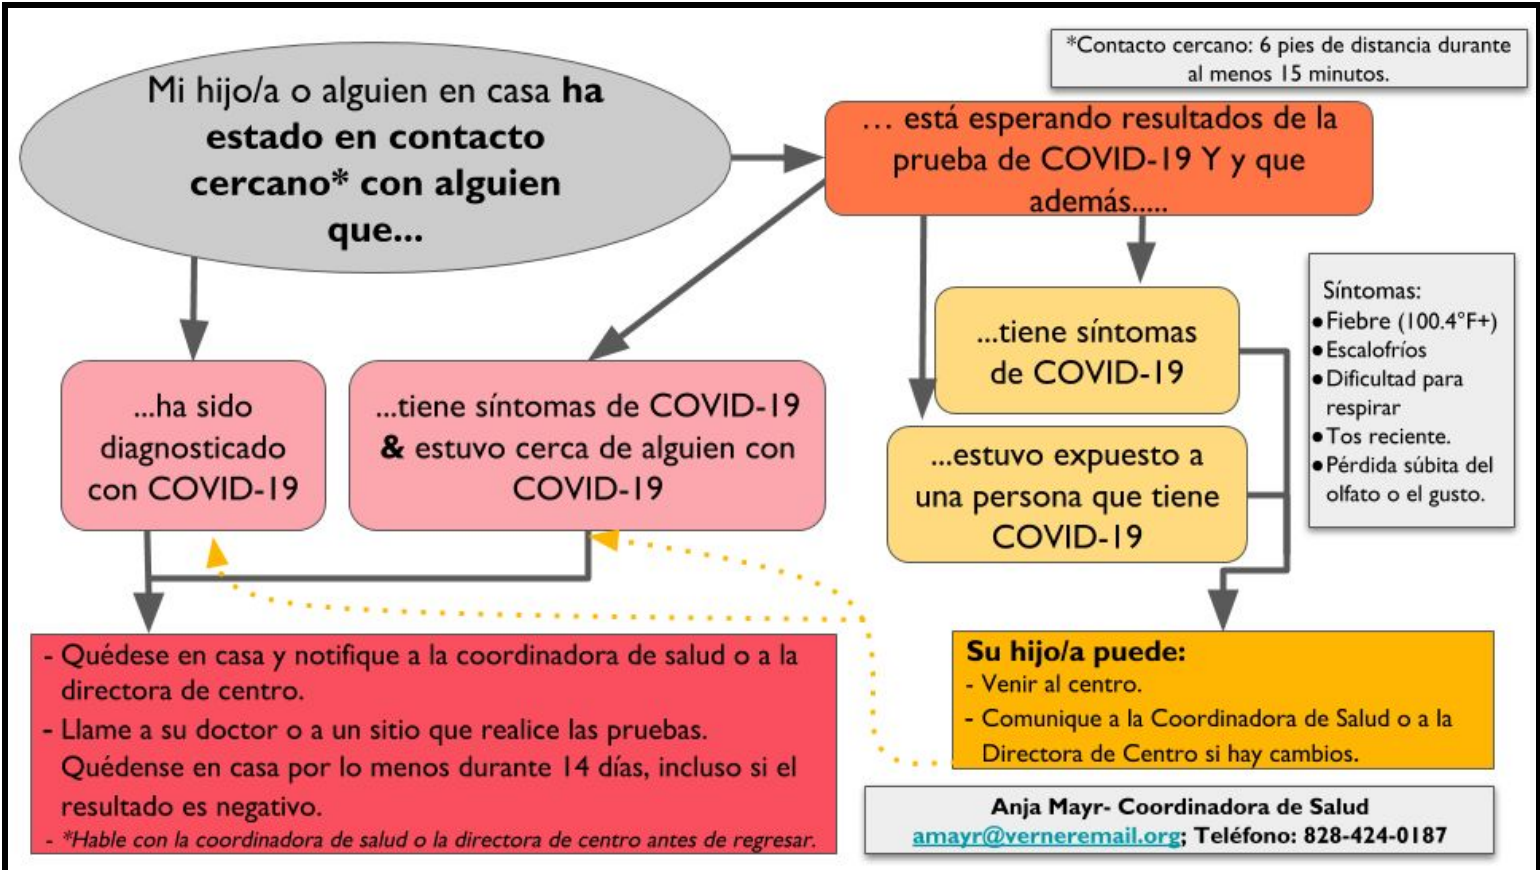 *Contacto cercano: 6 pies de distancia durante
al menos 15 minutos.
Mi hijo/a o alguien en casa ha
estado en contacto
cercano* con alguien
que...
… está esperando resultados de la
prueba de COVID-19 Y y que
además.....
...ha sido
diagnosticado
con COVID-19
...tiene síntomas de COVID-19
& estuvo cerca de alguien con
COVID-19
...tiene síntomas
de COVID-19
...estuvo expuesto a
una persona que tiene
COVID-19
Síntomas:
●Fiebre (100.4°F+)
●Escalofríos
●Dificultad para
respirar
●Tos reciente.
●Pérdida súbita del
olfato o el gusto.
- Quédese en casa y notifique a la coordinadora de salud o a la
directora de centro.
- Llame a su doctor o a un sitio que realice las pruebas.
Quédense en casa por lo menos durante 14 días, incluso si el
resultado es negativo.
- *Hable con la coordinadora de salud o la directora de centro antes de regresar.
Su hijo/a puede:
- Venir al centro.
- Comunique a la Coordinadora de Salud o a la
Directora de Centro si hay cambios.
Anja Mayr- Coordinadora de Salud
amayr@verneremail.org; Teléfono: 828-424-0187